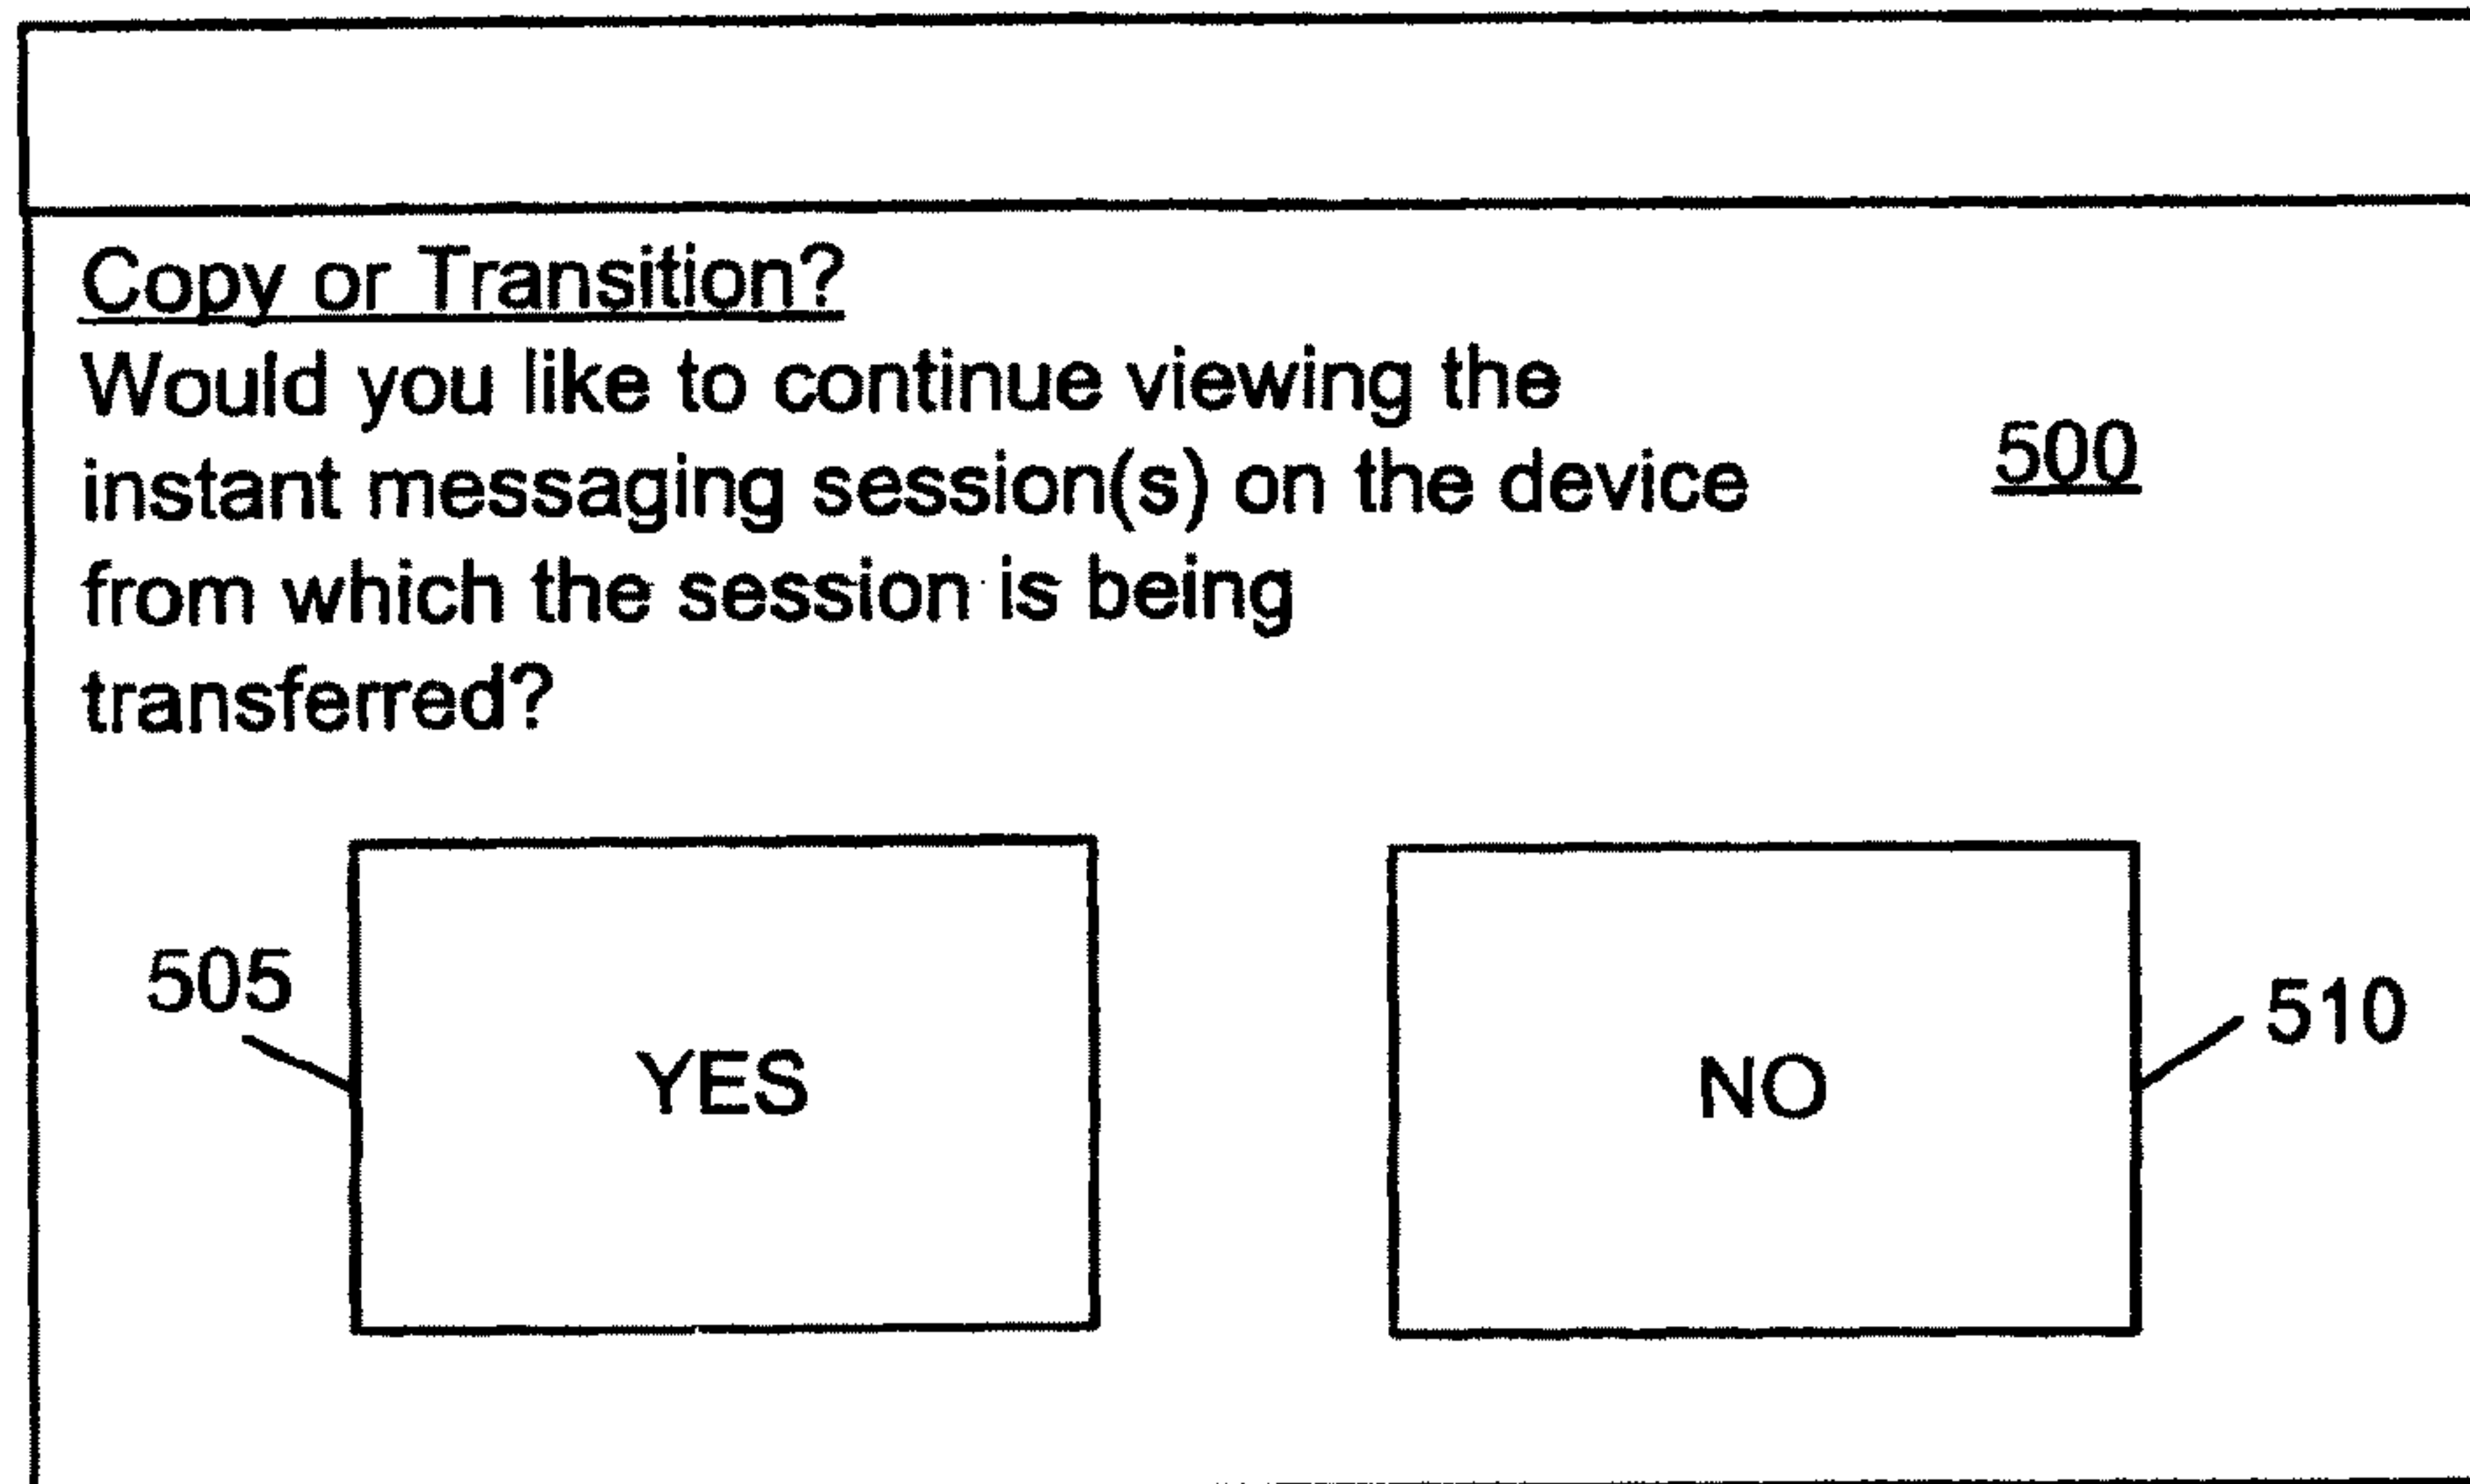 Copy or Transition?
Would you like to continue viewing the
instant messaging session(s) on the device
500
from which the session is being
transferred?
505
YES
NO
510